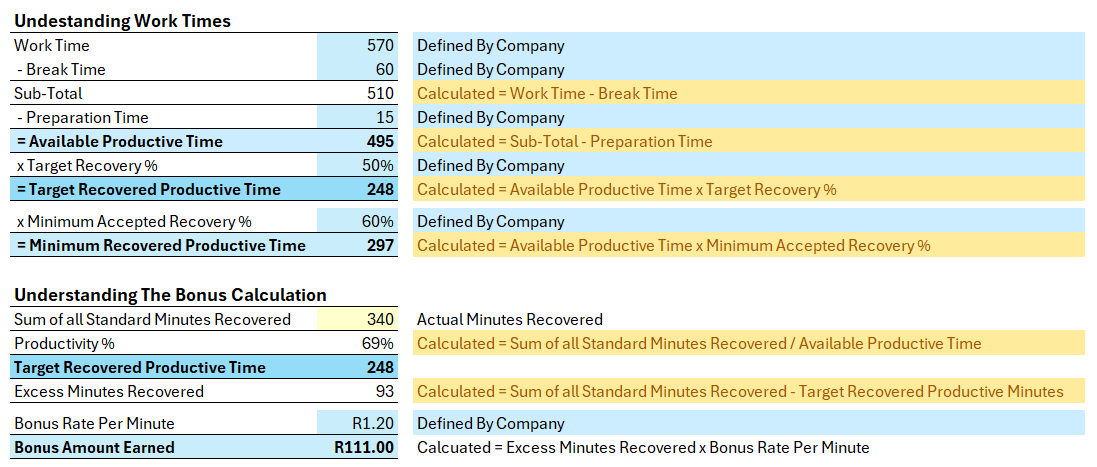 Undestanding Work Times
Work Time 570 Defined By Company
- Break Time 60 Defined By Company
Sub-Total 510 Calculated = Work Time - Break Time
- Preparation Time 15 Defined By Company
= Available Productive Time 495 Calculated = Sub-Total - Preparation Time
x Target Recovery % 50% Defined By Company
= Target Recovered Productive Time 248 Calculated = Available Productive Time x Target Recovery %
x Minimum Accepted Recovery % 60% Defined By Company
= Minimum Recovered Productive Time 297 Calculated = Available Productive Time x Minimum Accepted Recovery %
Understanding The Bonus Calculation
Sum of all Standard Minutes Recovered 340 Actual Minutes Recovered
Productivity % 69% Calculated = Sum of all Standard Minutes Recovered / Available Productive Time
Target Recovered Productive Time 248
Excess Minutes Recovered 93 Calculated = Sum of all Standard Minutes Recovered - Target Recovered Productive Minutes
Bonus Rate Per Minute R1.20 Defined By Company
Bonus Amount Earned R111.00 Calcuated = Excess Minutes Recovered x Bonus Rate Per Minute